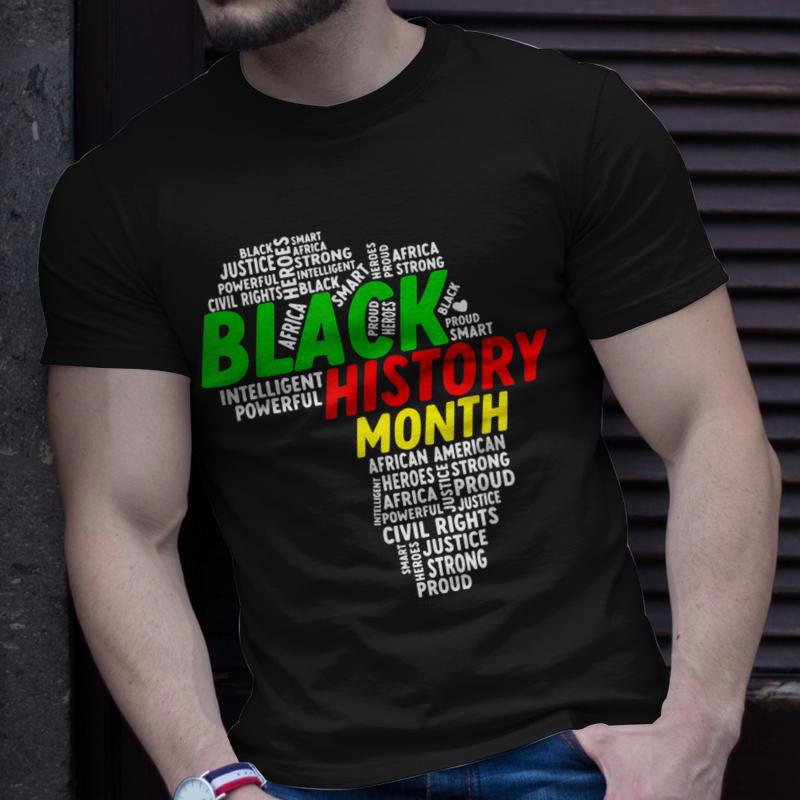 BLACK
JUSTICE
POWERFUL
CIVIL RIGHTS
HEROES
SMART
AFRICA
STRONG
INTELLIGENT
BLACK
AFRICA
SMART
HEROES
PROUD
AFRICA
STRONG
PROUD
HEROES
BLACK
PROUD
SMART
BLACK
INTELLIGENT
POWERFUL
HISTORY
MONTH
AFRICAN AMERICAN
INTELLIGENT
HEROES
AFRICA
POWERFUL
JUSTICE
STRONG
PROUD
JUSTICE
CIVIL RIGHTS
SMART
HEROES
JUSTICE
STRONG
PROUD